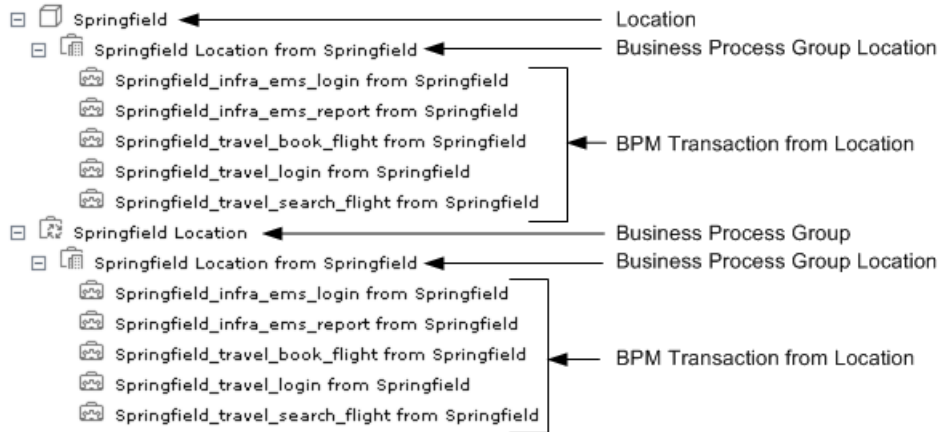 Springfield Location
Springfield Location from Springfield Business Process Group Location
Springfield_infra_ems_login from Springfield
Springfield_infra_ems_report from Springfield
Springfield_travel_book_flight from Springfield BPM Transaction from Location
Springfield_travel_login from Springfield
Springfield_travel_search_flight from Springfield
Springfield Location Business Process Group
Springfield Location from Springfield Business Process Group Location
Springfield_infra_ems_login from Springfield
Springfield_infra_ems_report from Springfield
Springfield_travel_book_flight from Springfield BPM Transaction from Location
Springfield_travel_login from Springfield
Springfield_travel_search_flight from Springfield